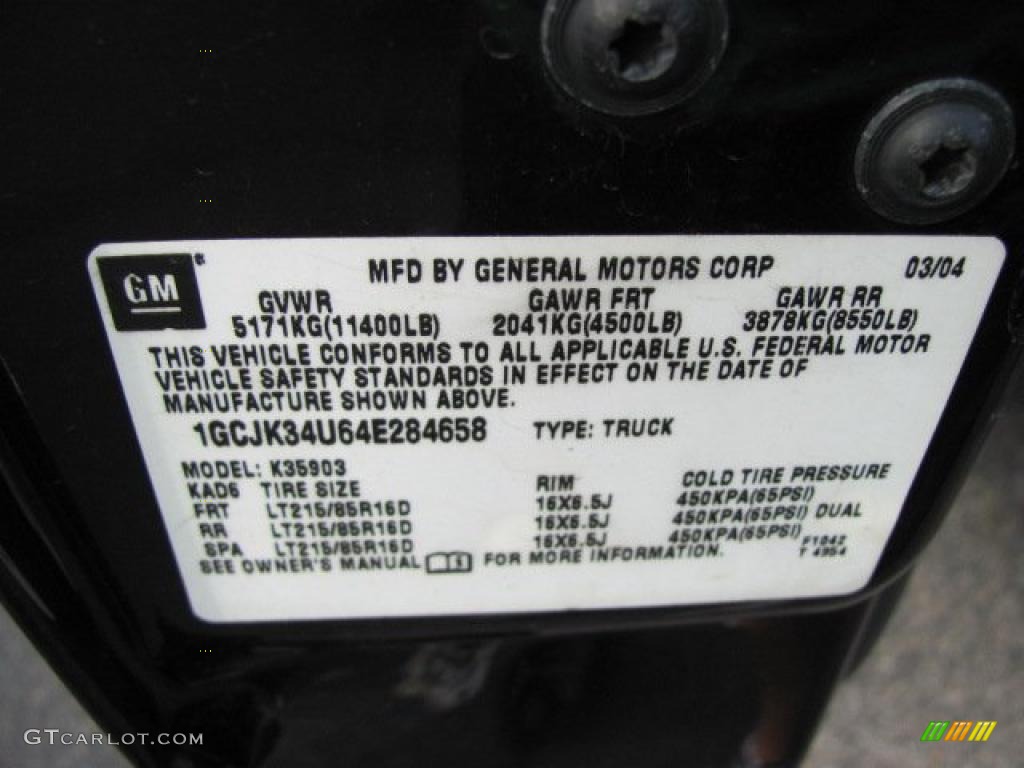 MFD BY GENERAL MOTORS CORP 03/04
GM®
GVWR GAWR FRT GAWR RR
5171KG(11400LB) 2041KG(4500LB) 3878KG(8550LB)
THIS VEHICLE CONFORMS TO ALL APPLICABLE U.S. FEDERAL MOTOR
VEHICLE SAFETY STANDARDS IN EFFECT ON THE DATE OF
MANUFACTURE SHOWN ABOVE.
1GCJK34U64E284658 TYPE: TRUCK
MODEL: K35903
KAD6 TIRE SIZE RIM COLD TIRE PRESSURE
FRT LT215/85R16D 16X6.5J 450KPA(65PSI)
RR LT215/85R16D 16X6.5J 450KPA(65PSI) DUAL
SPA LT215/85R16D 16X6.5J 450KPA(65PSI)
SEE OWNER'S MANUAL FOR MORE INFORMATION.
F1042
T 4954
GTCARLOT.COM